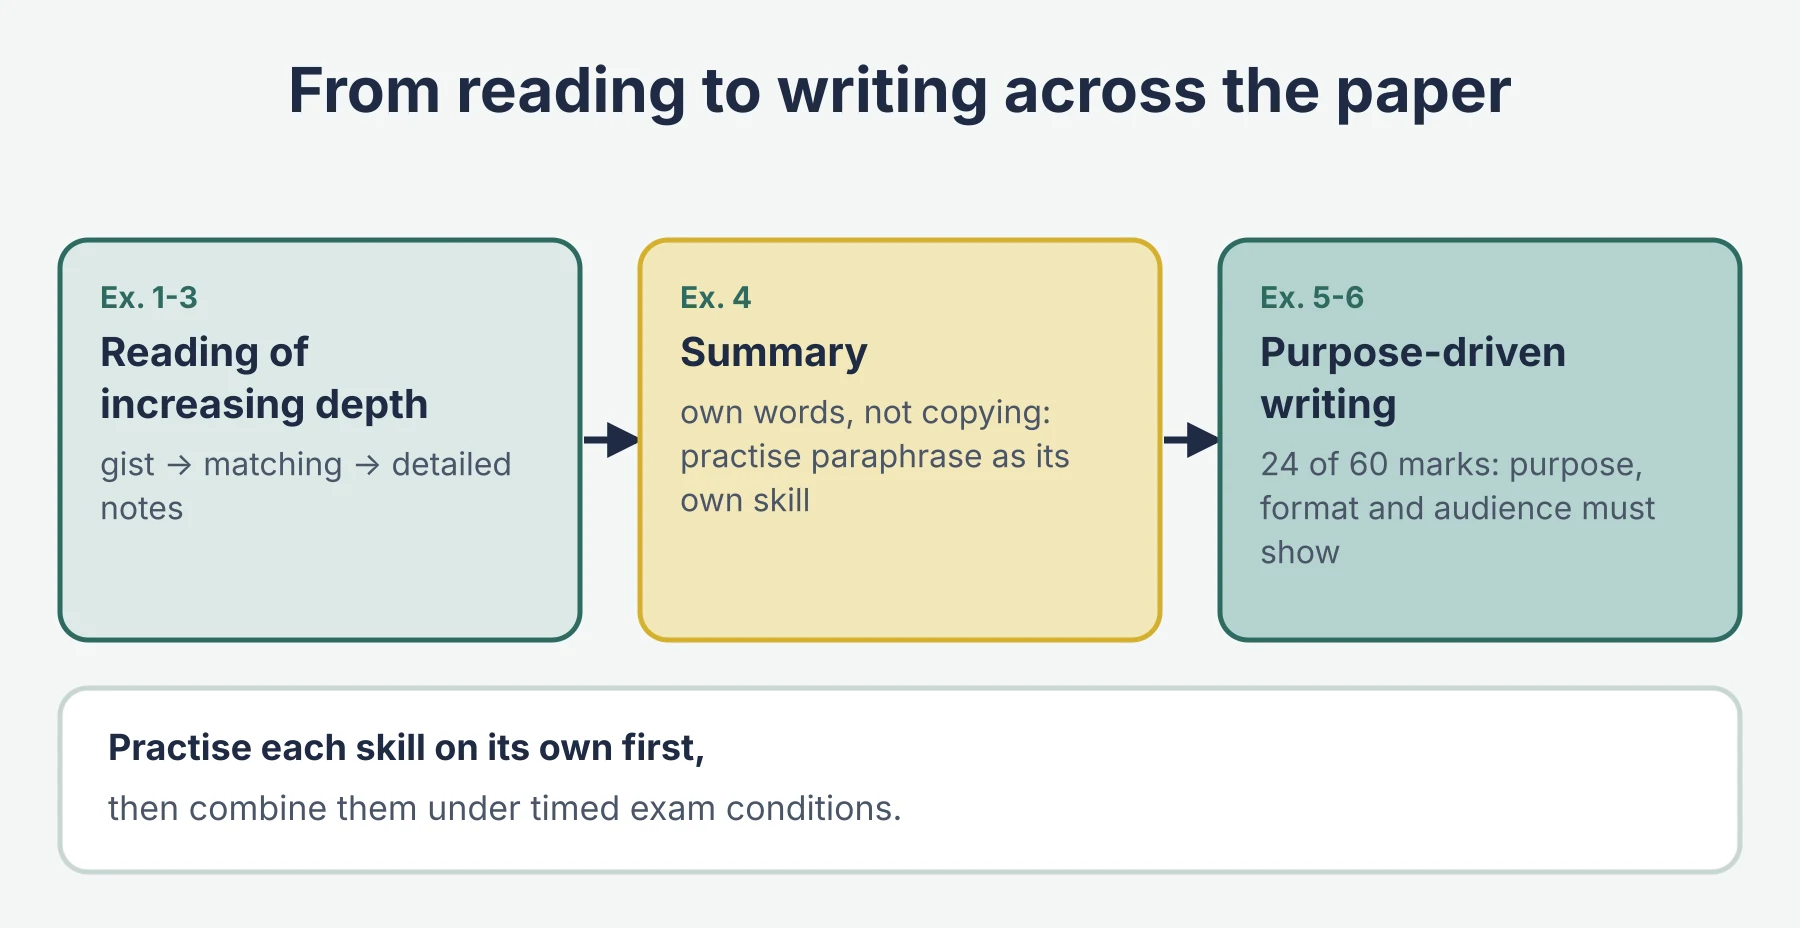 From reading to writing across the paper
Ex. 1-3
Reading of
increasing depth
gist → matching → detailed
notes
Ex. 4
Summary
own words, not copying:
practise paraphrase as its
own skill
Ex. 5-6
Purpose-driven
writing
24 of 60 marks: purpose,
format and audience must
show
Practise each skill on its own first,
then combine them under timed exam conditions.